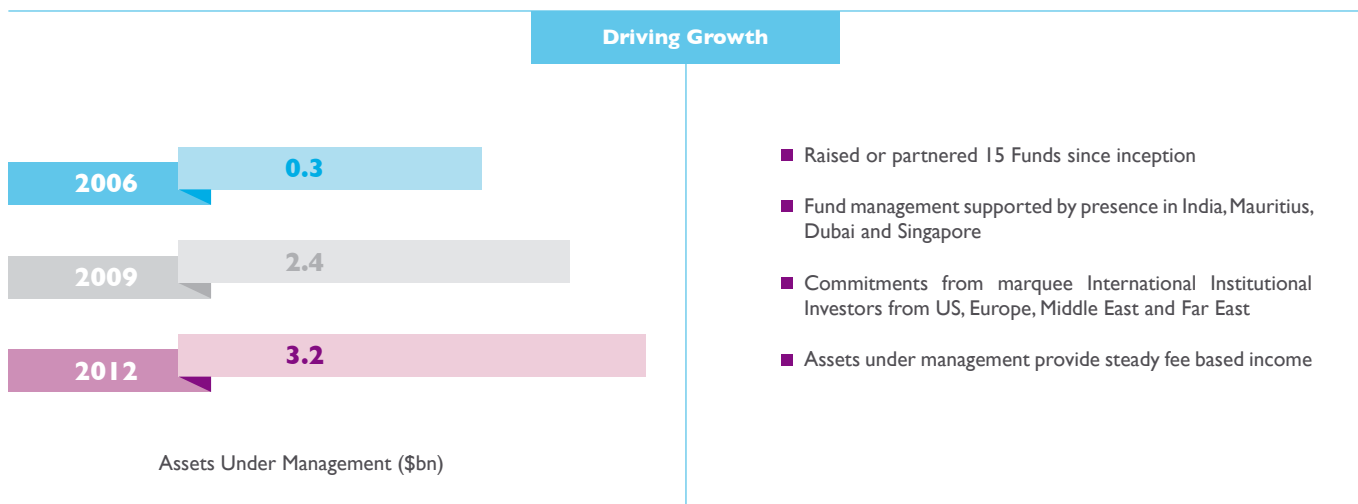 Driving Growth
2006
0.3
2009
2.4
2012
3.2
Assets Under Management ($bn)
Raised or partnered 15 Funds since inception
Fund management supported by presence in India, Mauritius,
Dubai and Singapore
Commitments from marquee International Institutional
Investors from US, Europe, Middle East and Far East
Assets under management provide steady fee based income